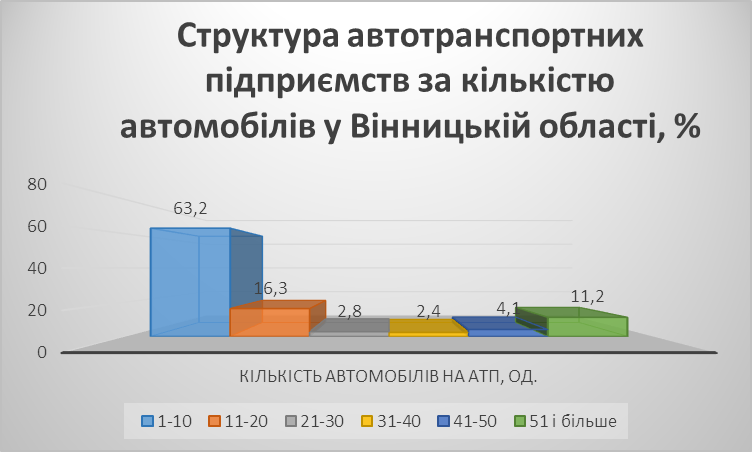 Структура автотранспортних
підприємств за кількістю
автомобілів у Вінницькій області, %
80
60
40
20
0
63,2
16,3
2,8
2,4
4,1
11,2
КІЛЬКІСТЬ АВТОМОБІЛІВ НА АТП, ОД.
1-10 11-20 21-30 31-40 41-50 51 і більше